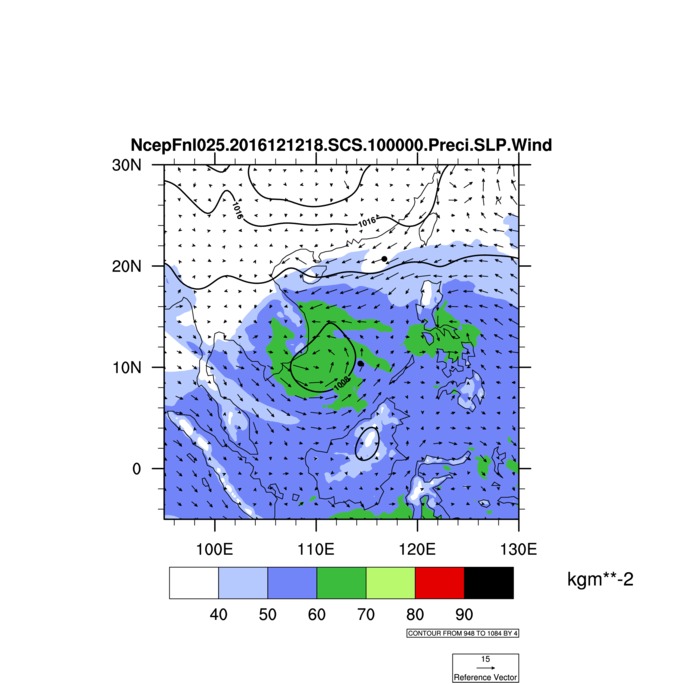 NcepFnl025.2016121218.SCS.100000.Preci.SLP.Wind
30N
1016
1016
20N
10N
1008
0
100E 110E 120E 130E
kgm**-2
40 50 60 70 80 90
CONTOUR FROM 948 TO 1084 BY 4
15
Reference Vector